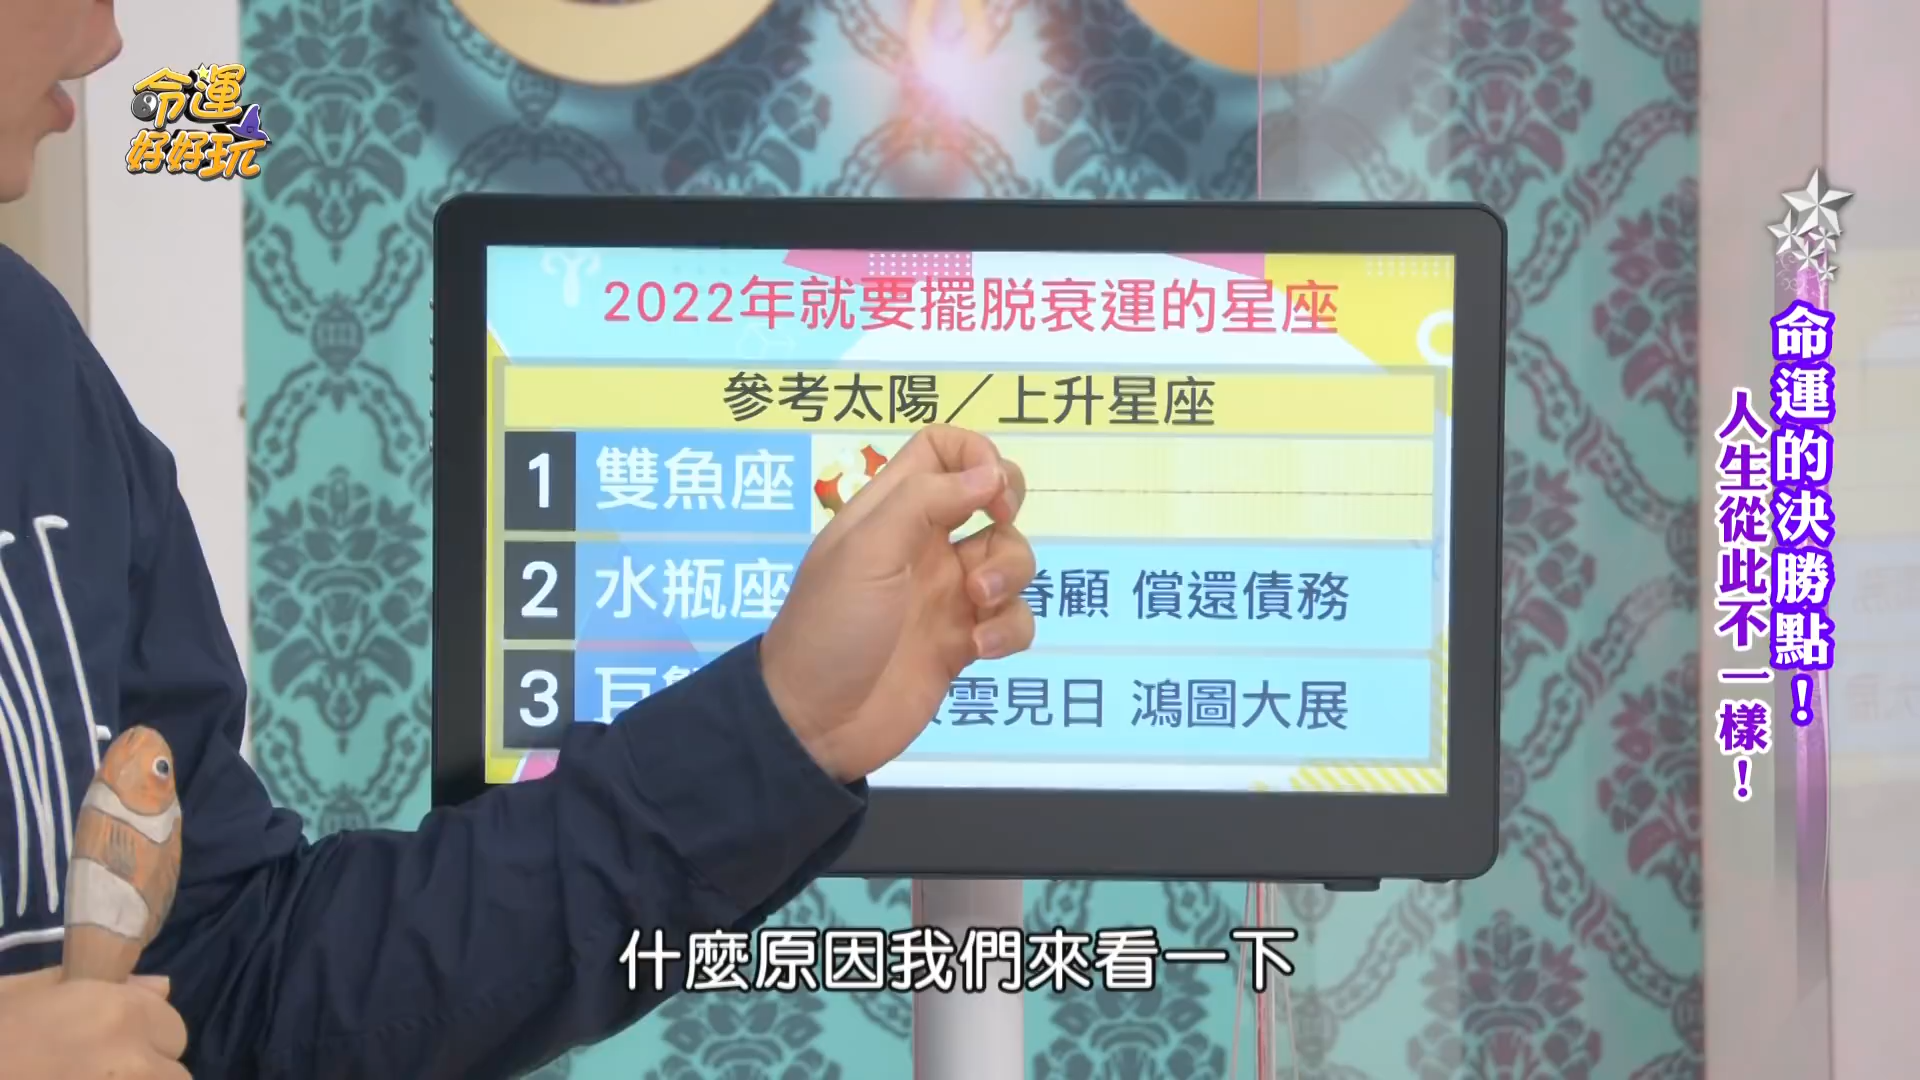 命運
好好玩
2022年就要擺脫衰運的星座
參考太陽／上升星座
1 雙魚座
2 水瓶座 眷顧 償還債務
3 巨 雲見日 鴻圖大展
命運的決勝點！
人生從此不一樣！
什麼原因我們來看一下